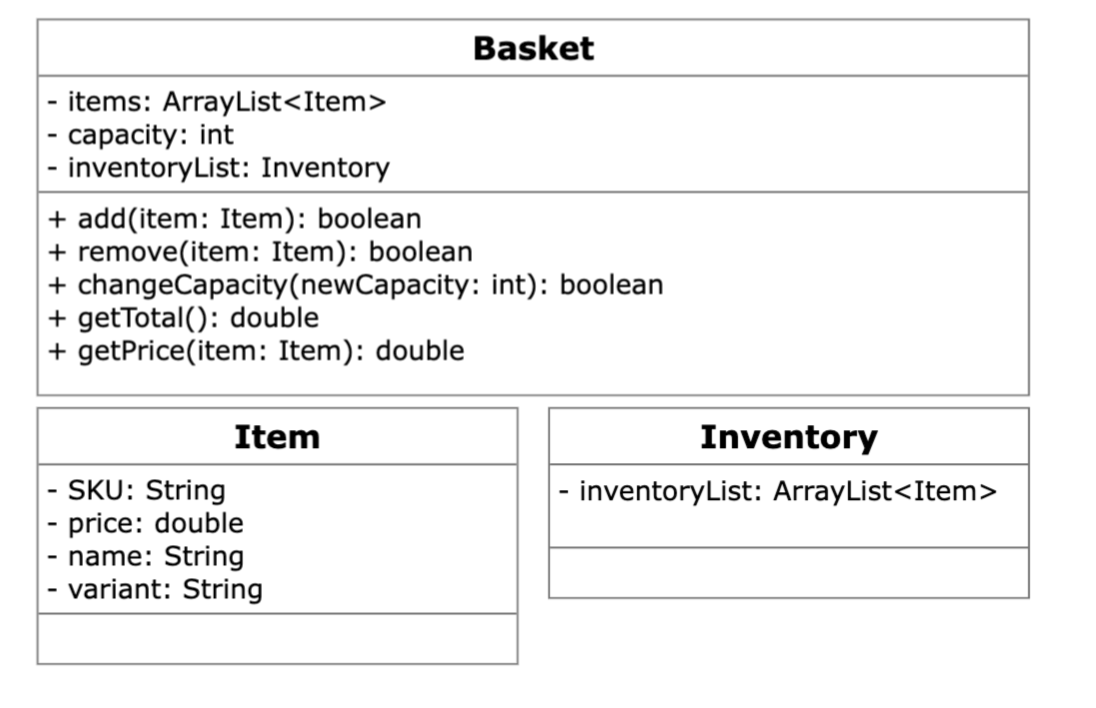 Basket
- items: ArrayList<Item>
- capacity: int
- inventoryList: Inventory
+ add(item: Item): boolean
+ remove(item: Item): boolean
+ changeCapacity(newCapacity: int): boolean
+ getTotal(): double
+ getPrice(item: Item): double
Item
- SKU: String
- price: double
- name: String
- variant: String
Inventory
- inventoryList: ArrayList<Item>